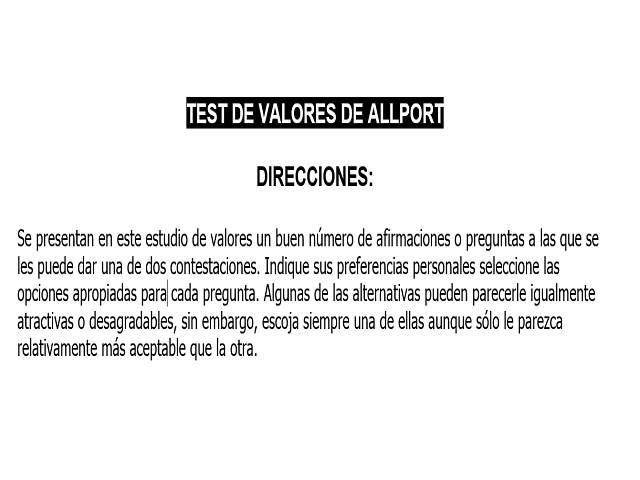 TEST DE VALORES DE ALLPORT
DIRECCIONES:
Se presentan en este estudio de valores un buen número de afirmaciones o preguntas a las que se
les puede dar una de dos contestaciones. Indique sus preferencias personales seleccione las
opciones apropiadas para cada pregunta. Algunas de las alternativas pueden parecerle igualmente
atractivas o desagradables, sin embargo, escoja siempre una de ellas aunque sólo le parezca
relativamente más aceptable que la otra.